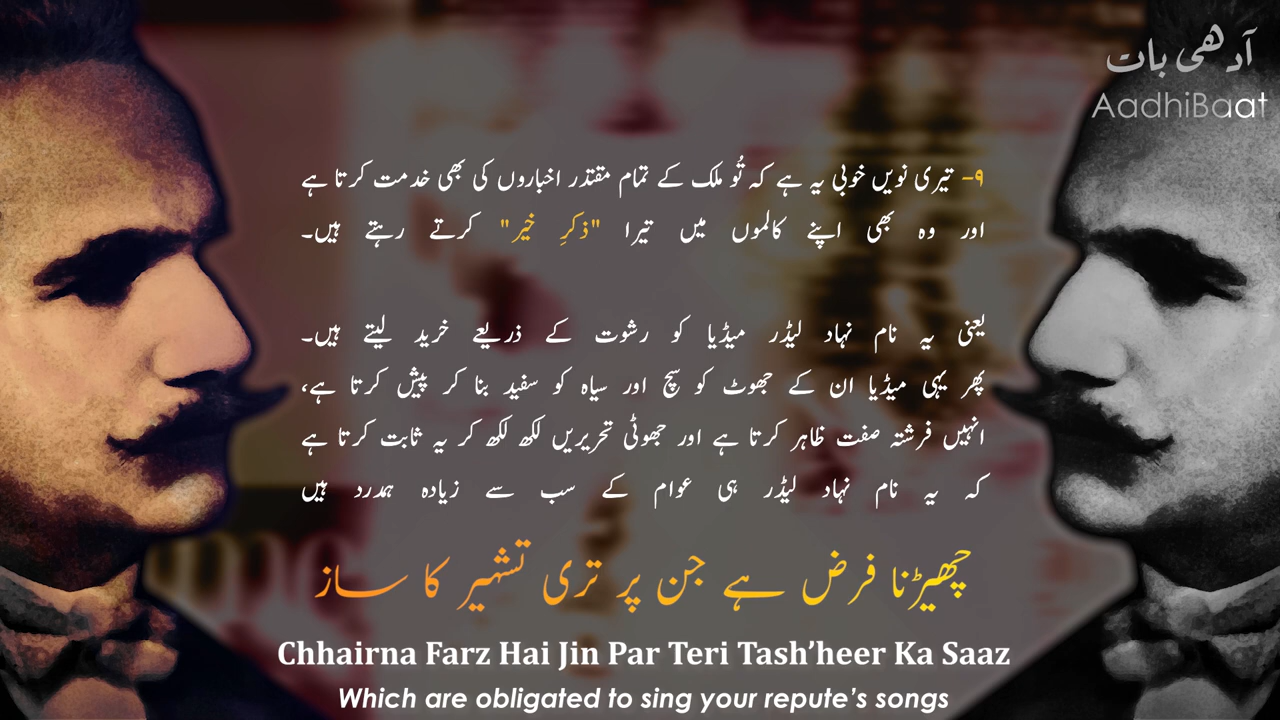 آدھی بات
AadhiBaat
۹- تیری نویں خوبی یہ ہے کہ تُو ملک کے تمام مقتدر اخباروں کی بھی خدمت کرتا ہے
اور وہ بھی اپنے کالموں میں تیرا "ذکرِ خیر" کرتے رہتے ہیں۔
یعنی یہ نام نہاد لیڈر میڈیا کو رشوت کے ذریعے خرید لیتے ہیں۔
پھر یہی میڈیا ان کے جھوٹ کو سچ اور سیاہ کو سفید بنا کر پیش کرتا ہے،
انہیں فرشتہ صفت ظاہر کرتا ہے اور جھوٹی تحریریں لکھ لکھ کر یہ ثابت کرتا ہے
کہ یہ نام نہاد لیڈر ہی عوام کے سب سے زیادہ ہمدرد ہیں
چھیڑنا فرض ہے جن پر تری تشہیر کا ساز
Chhairna Farz Hai Jin Par Teri Tash’heer Ka Saaz
Which are obligated to sing your repute’s songs